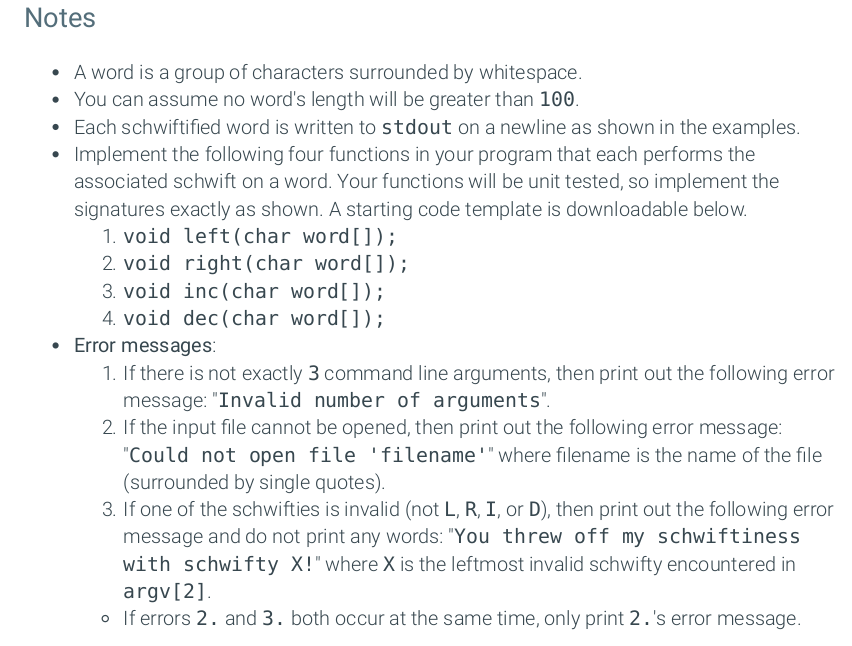 Notes
• A word is a group of characters surrounded by whitespace.
• You can assume no word's length will be greater than 100.
• Each schwiftified word is written to stdout on a newline as shown in the examples.
• Implement the following four functions in your program that each performs the
associated schwift on a word. Your functions will be unit tested, so implement the
signatures exactly as shown. A starting code template is downloadable below.
1. void left(char word[]);
2. void right(char word[]);
3. void inc(char word[]);
4. void dec(char word[]);
• Error messages:
1. If there is not exactly 3 command line arguments, then print out the following error
message: "Invalid number of arguments".
2. If the input file cannot be opened, then print out the following error message:
"Could not open file 'filename'" where filename is the name of the file
(surrounded by single quotes).
3. If one of the schwifties is invalid (not L, R, I, or D), then print out the following error
message and do not print any words: "You threw off my schwiftiness
with schwifty X!" where X is the leftmost invalid schwifty encountered in
argv[2].
◦ If errors 2. and 3. both occur at the same time, only print 2.'s error message.